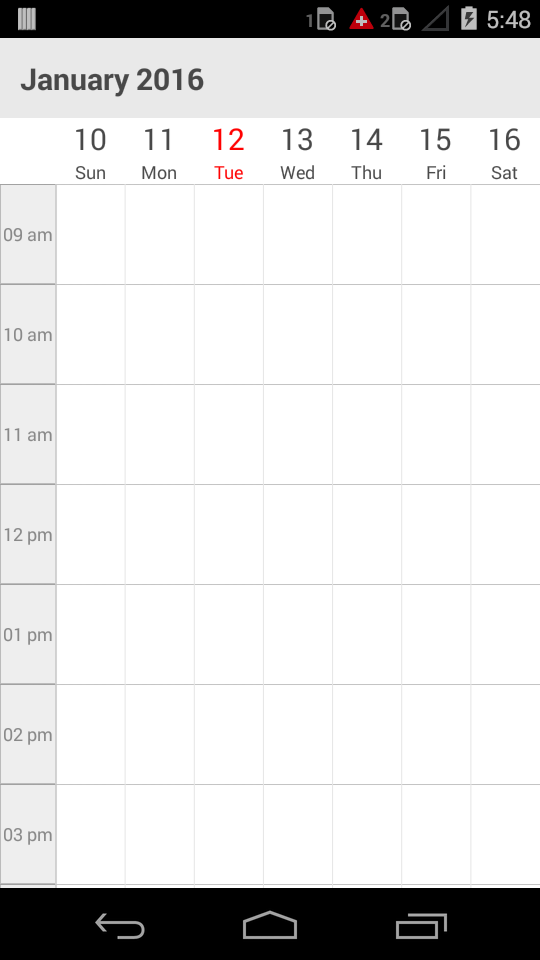 1 2 5:48
January 2016
10 11 12 13 14 15 16
Sun Mon Tue Wed Thu Fri Sat
09 am
10 am
11 am
12 pm
01 pm
02 pm
03 pm